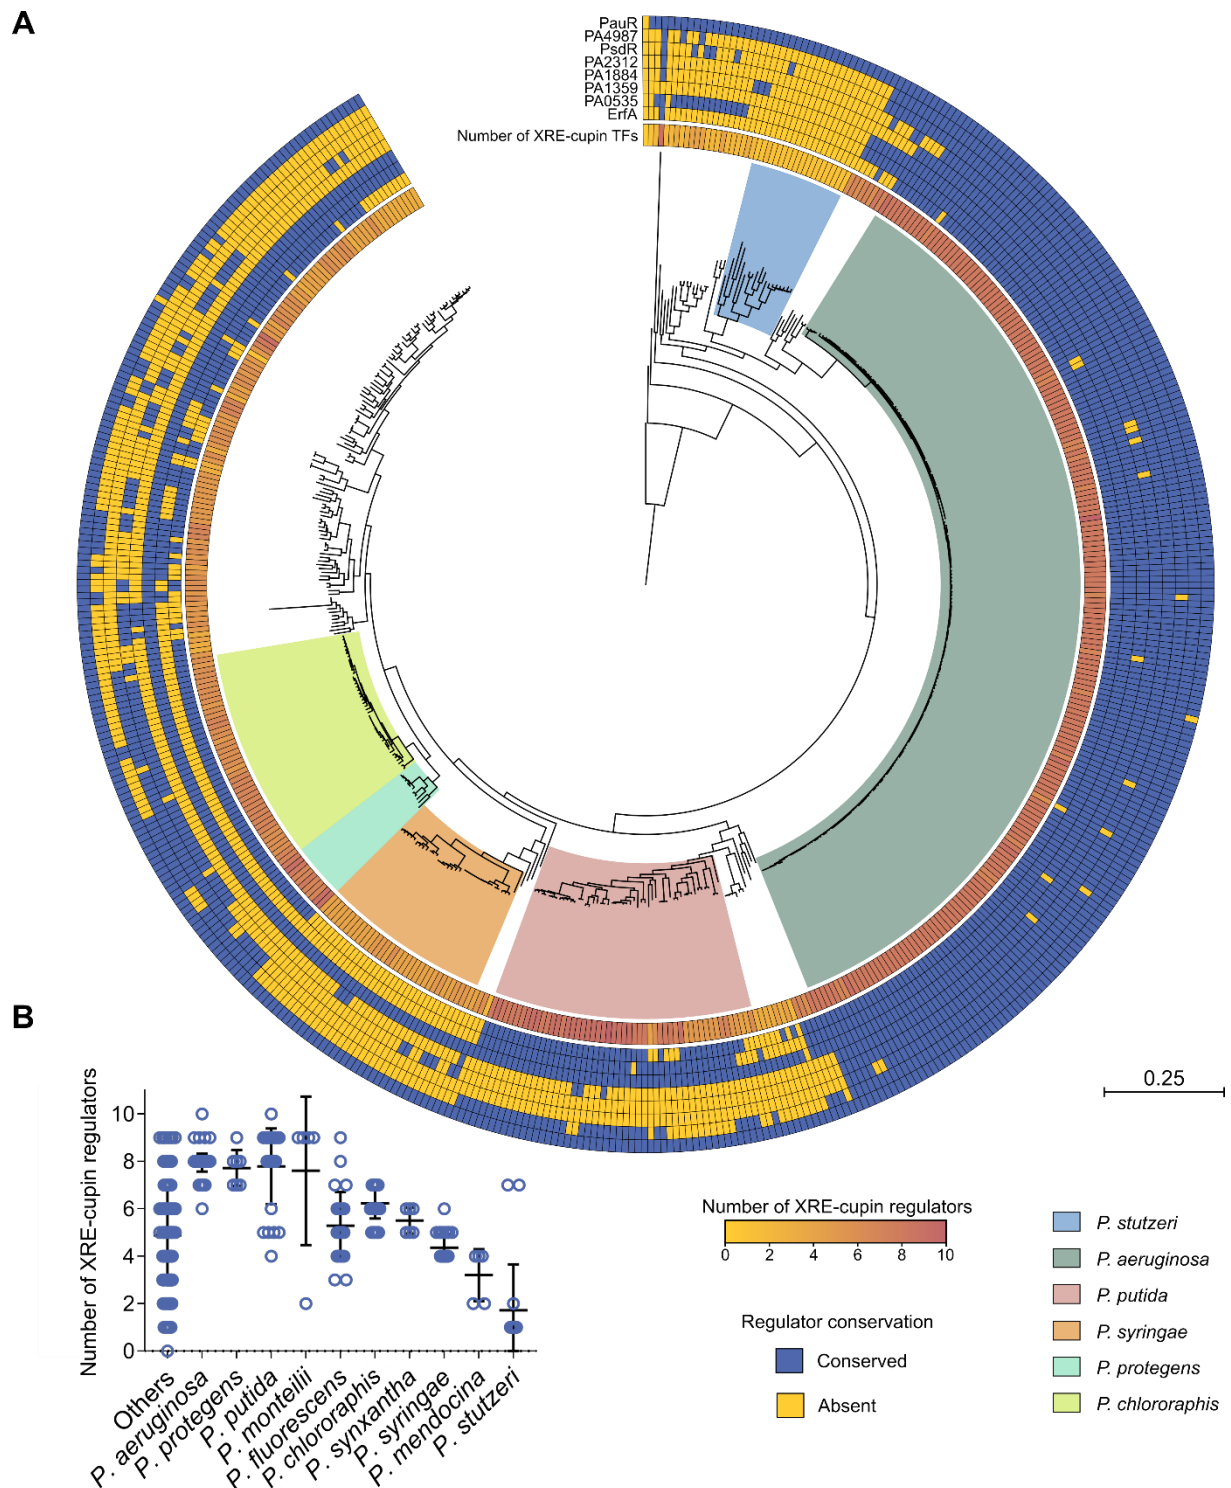 A
PauR
PA4987
PsdR
PA2312
PA1884
PA1359
PA0535
ErfA
Number of XRE-cupin TFs
0.25
B
Number of XRE-cupin regulators
10
8
6
4
2
0
Others
P. aeruginosa
P. protegens
P. putida
P. monteilii
P. fluorescens
P. chlororaphis
P. synxantha
P. syringae
P. mendocina
P. stutzeri
Number of XRE-cupin regulators
0 2 4 6 8 10
Regulator conservation
Conserved
Absent
P. stutzeri
P. aeruginosa
P. putida
P. syringae
P. protegens
P. chlororaphis